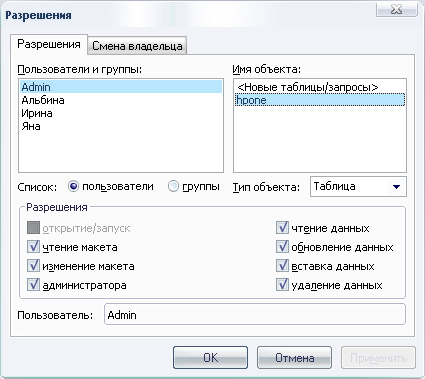 Разрешения
Разрешения Смена владельца
Пользователи и группы: Имя объекта:
Admin
Альбина
Ирина
Яна
<Новые таблицы/запросы>
hpone
Список: пользователи группы Тип объекта: Таблица
Разрешения
открытие/запуск чтение данных
чтение макета обновление данных
изменение макета вставка данных
администратора удаление данных
Пользователь: Admin
OK Отмена Применить